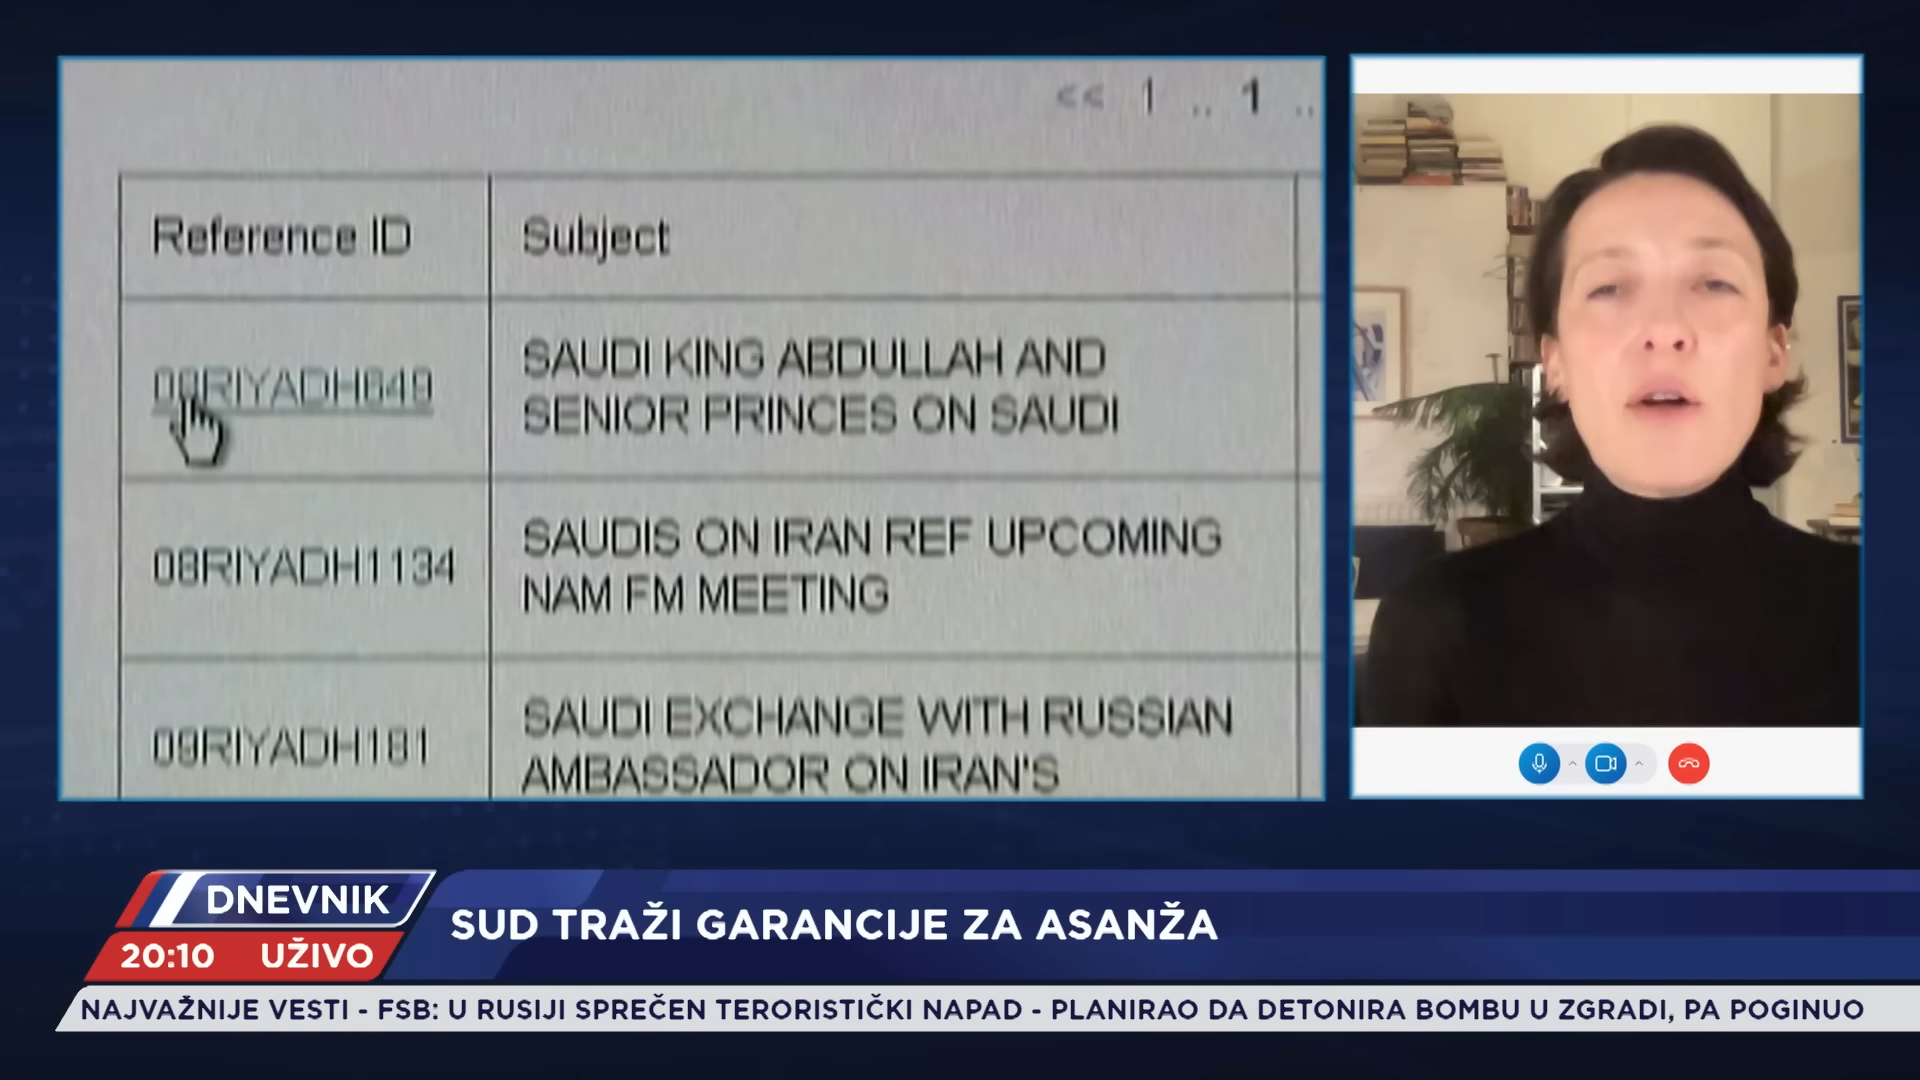 << 1 .. 1 ..
Reference ID
Subject
08RIYADH649
SAUDI KING ABDULLAH AND
SENIOR PRINCES ON SAUDI
08RIYADH1134
SAUDIS ON IRAN REF UPCOMING
NAM FM MEETING
09RIYADH181
SAUDI EXCHANGE WITH RUSSIAN
AMBASSADOR ON IRAN'S
DNEVNIK
20:10 UŽIVO
SUD TRAŽI GARANCIJE ZA ASANŽA
NAJVAŽNIJE VESTI - FSB: U RUSIJI SPREČEN TERORISTIČKI NAPAD - PLANIRAO DA DETONIRA BOMBU U ZGRADI, PA POGINUO